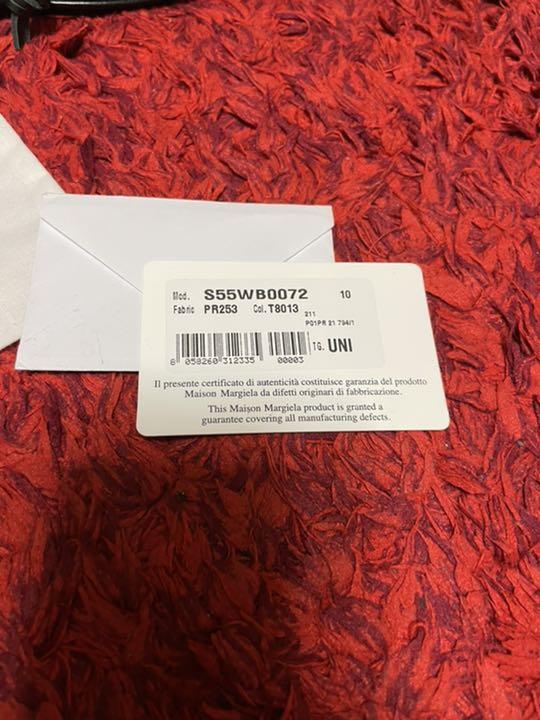 Mod. S55WB0072 10
Fabric PR253 Col. T8013 211
P01PR 21 794/1
TG. UNI
8 058260 312335 00003
Il presente certificato di autenticità costituisce garanzia del prodotto
Maison Margiela da difetti originari di fabbricazione.
This Maison Margiela product is granted a
guarantee covering all manufacturing defects.